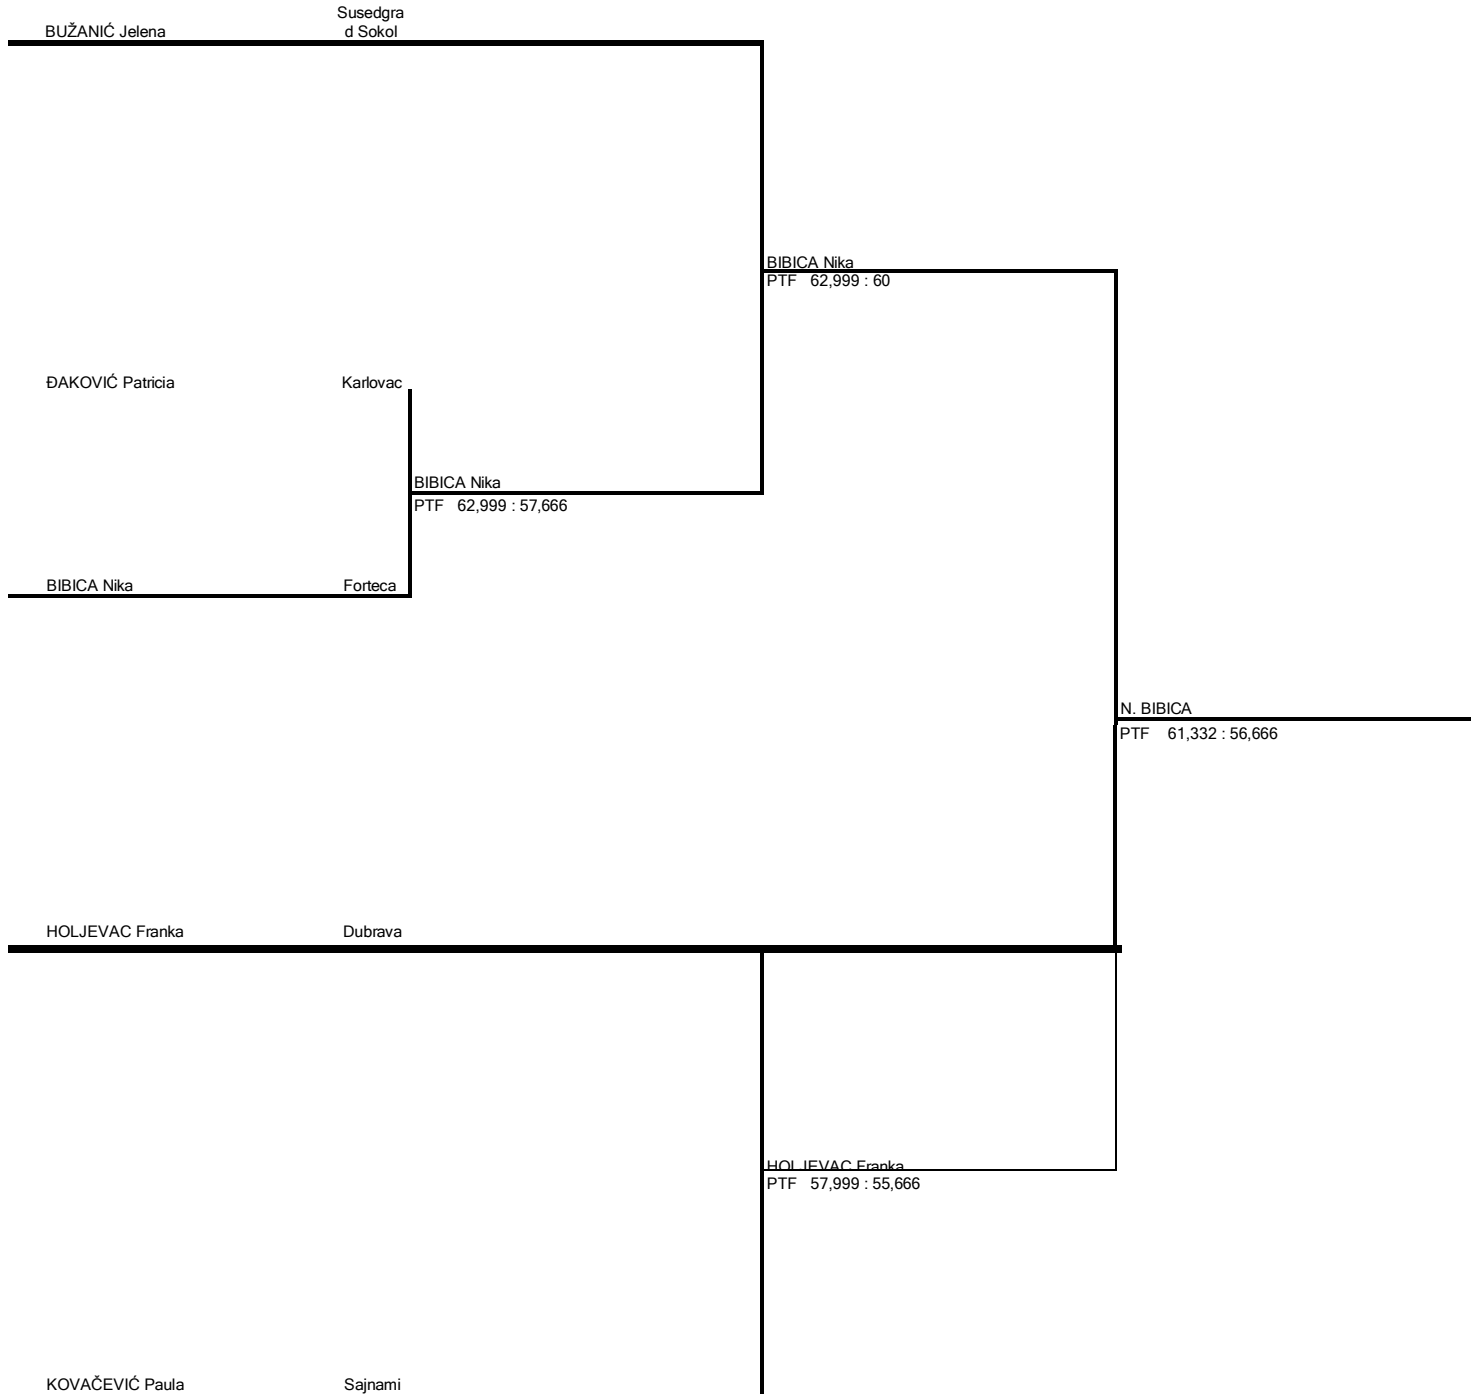 BUŽANIĆ Jelena
Susedgra
d Sokol
BIBICA Nika
PTF 62,999 : 60
ĐAKOVIĆ Patricia Karlovac
BIBICA Nika
PTF 62,999 : 57,666
BIBICA Nika Forteca
N. BIBICA
PTF 61,332 : 56,666
HOLJEVAC Franka Dubrava
HOLJEVAC Franka
PTF 57,999 : 55,666
KOVAČEVIĆ Paula Sajnami